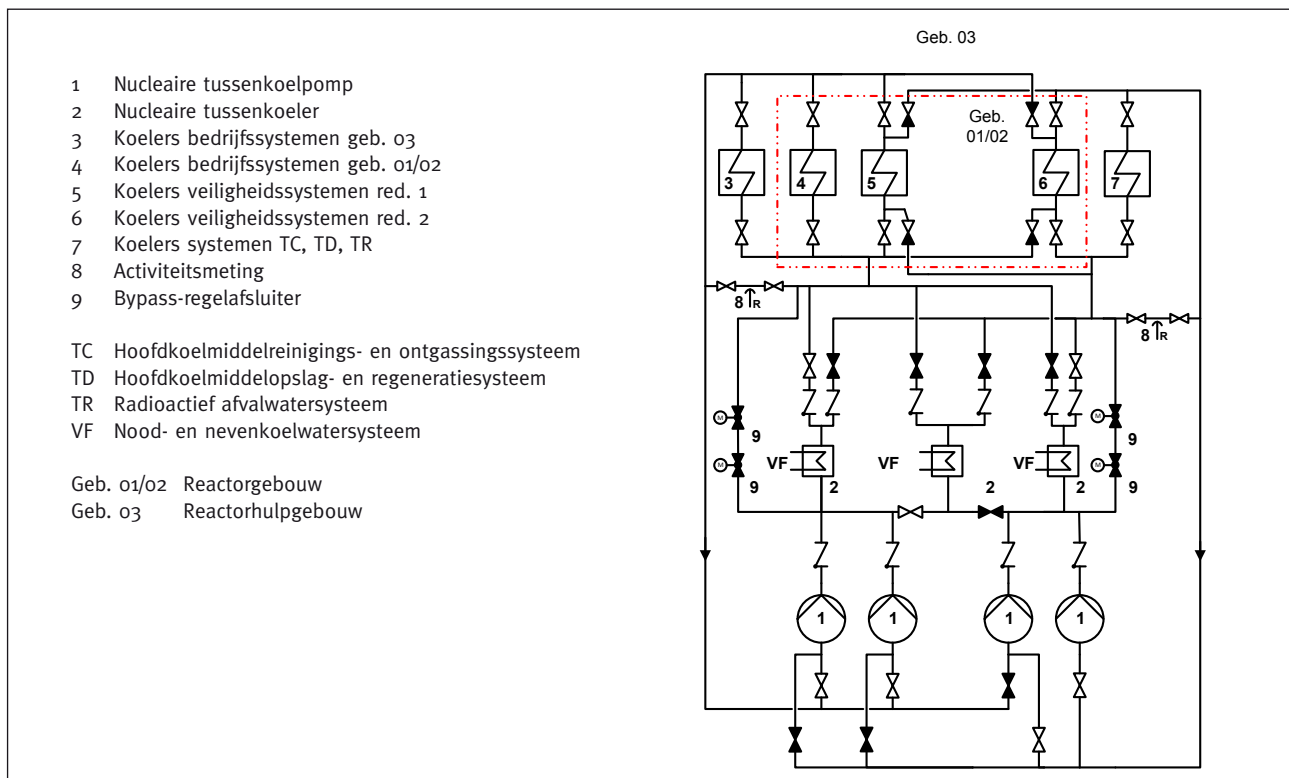 1 Nucleaire tussenkoelpomp
2 Nucleaire tussenkoeler
3 Koelers bedrijfssystemen geb. 03
4 Koelers bedrijfssystemen geb. 01/02
5 Koelers veiligheidssystemen red. 1
6 Koelers veiligheidssystemen red. 2
7 Koelers systemen TC, TD, TR
8 Activiteitsmeting
9 Bypass-regelafsluiter
TC Hoofdkoelmiddelreinigings- en ontgassingssysteem
TD Hoofdkoelmiddelopslag- en regeneratiesysteem
TR Radioactief afvalwatersysteem
VF Nood- en nevenkoelwatersysteem
Geb. 01/02 Reactorgebouw
Geb. 03 Reactorhulpgebouw
Geb. 03
Geb.
01/02
3 4 5 6 7
8 R
8 R
M 9 M 9
VF VF VF
M 9 M 9
2 2 2
1 1 1 1